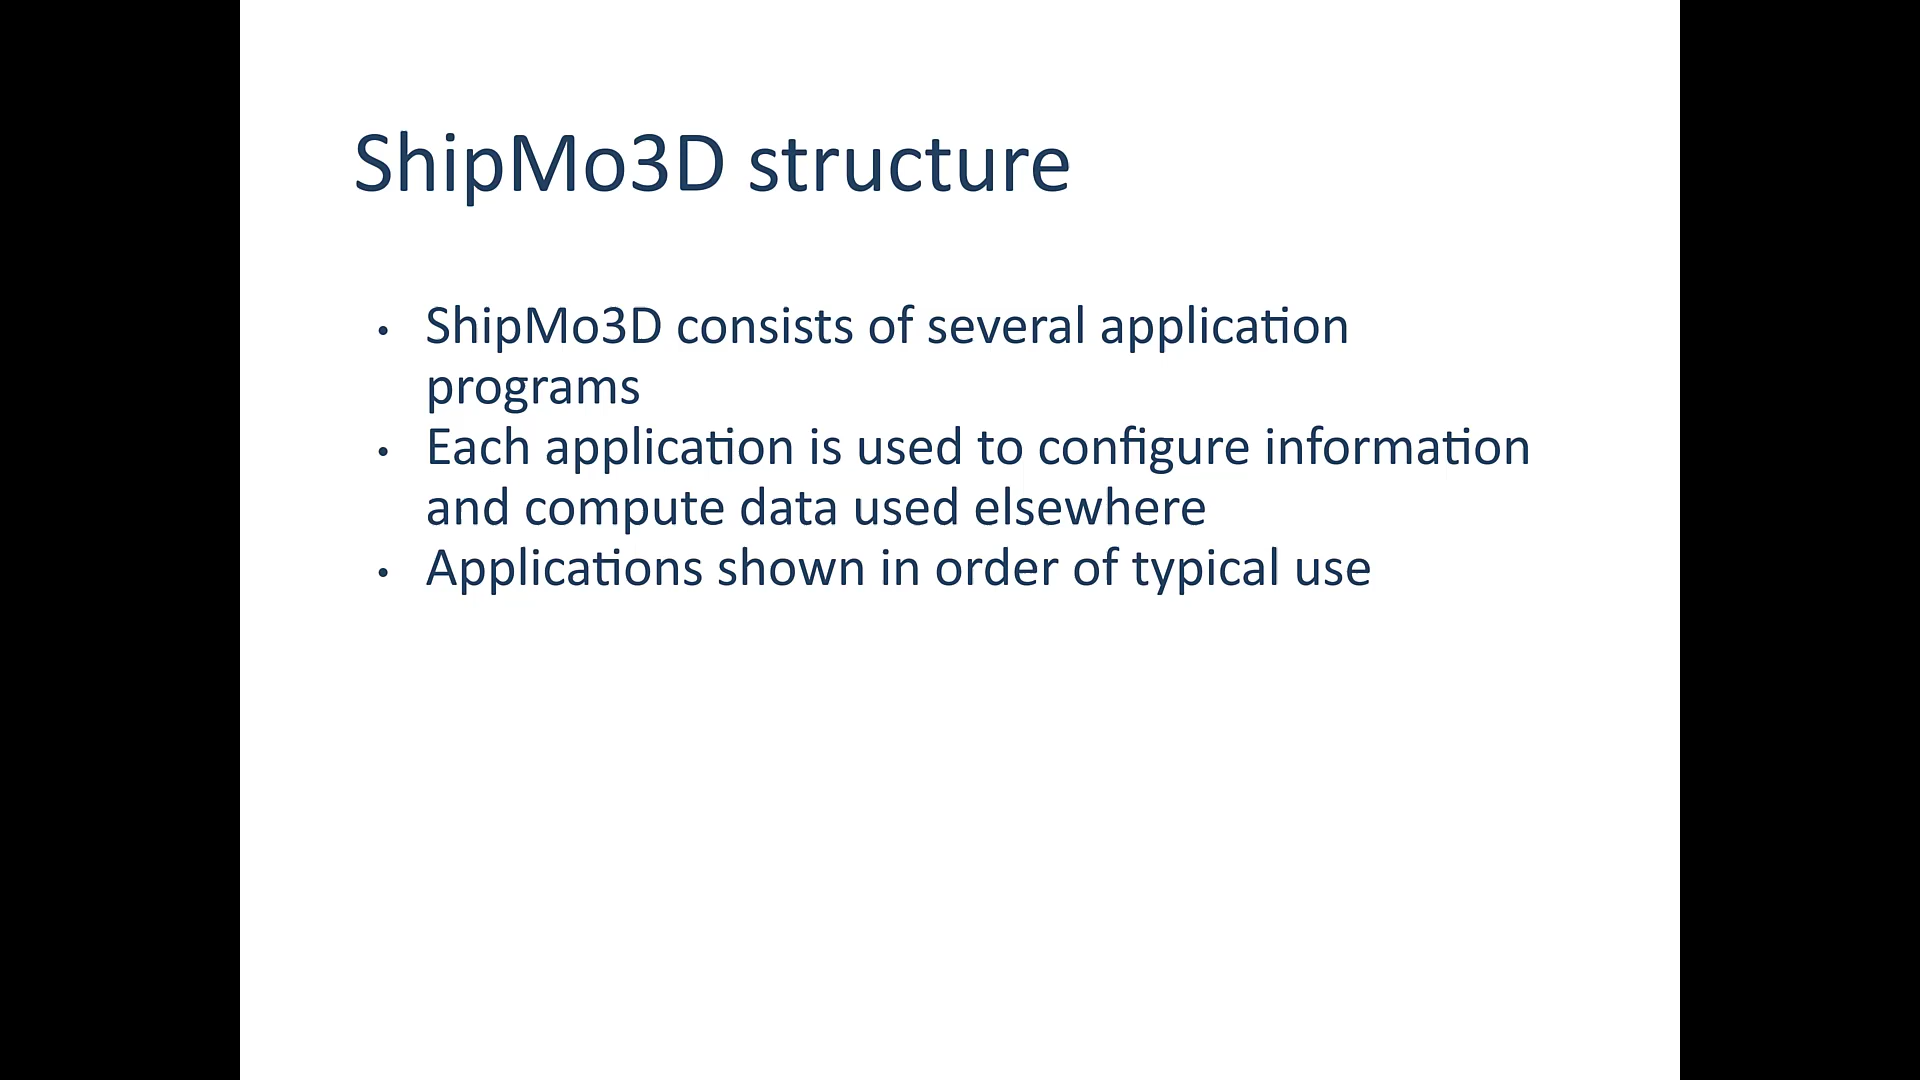 ShipMo3D structure
• ShipMo3D consists of several application
programs
• Each application is used to configure information
and compute data used elsewhere
• Applications shown in order of typical use